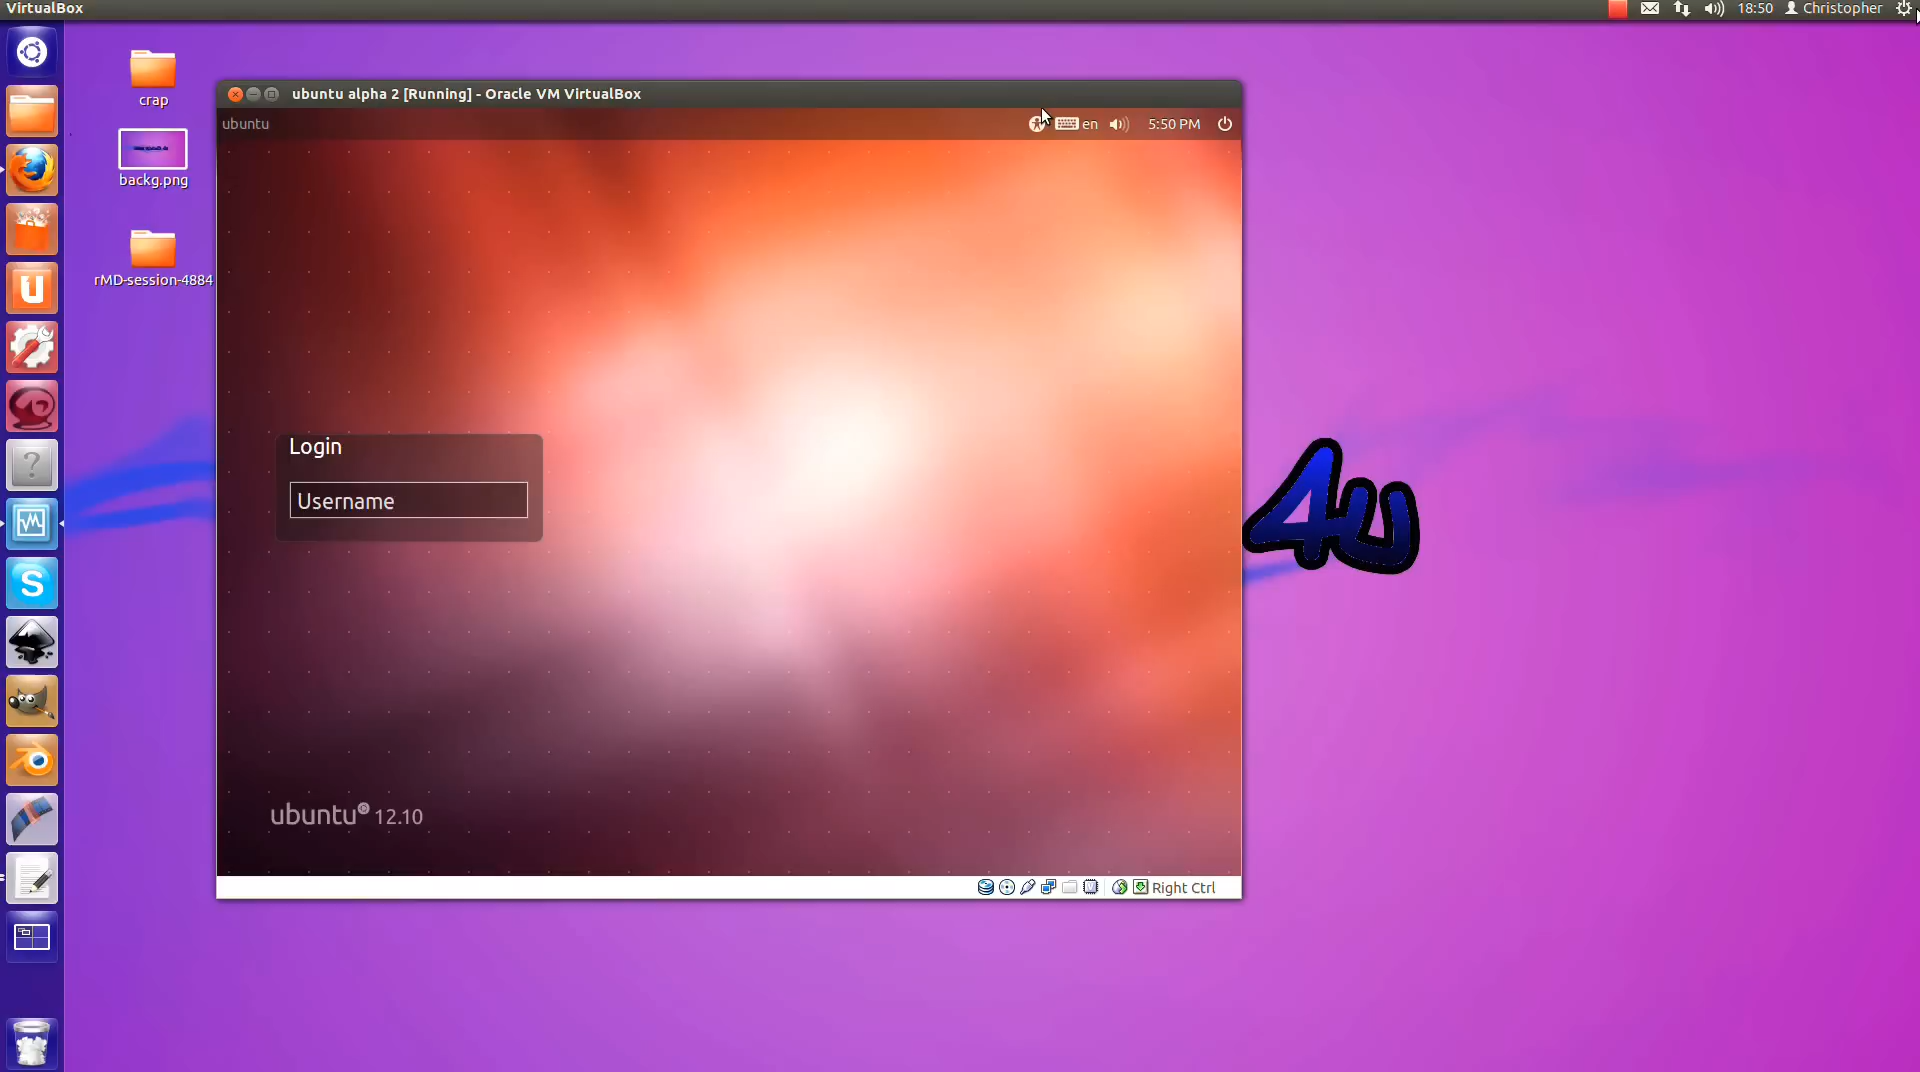 VirtualBox
18:50
Christopher
crap
backg.png
rMD-session-4884
ubuntu alpha 2 [Running] - Oracle VM VirtualBox
ubuntu
en
5:50 PM
Login
Username
ubuntu 12.10
Right Ctrl
4U